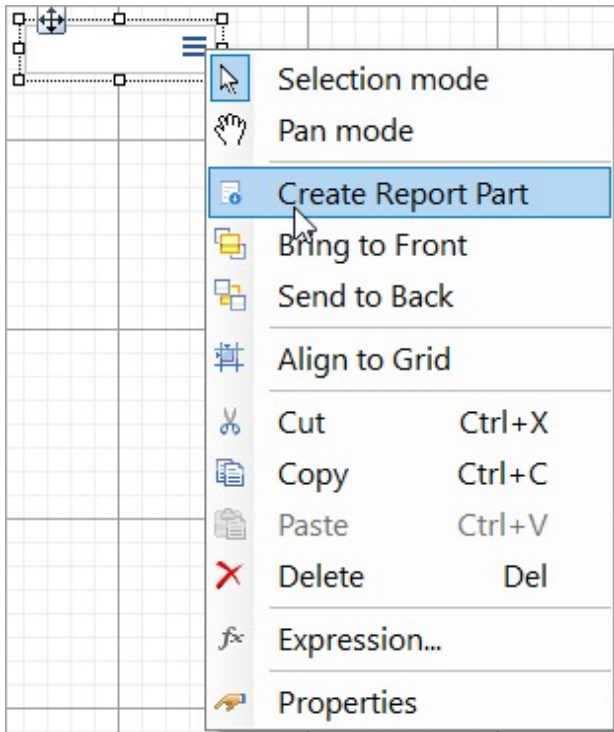 Selection mode
Pan mode
Create Report Part
Bring to Front
Send to Back
Align to Grid
Cut Ctrl+X
Copy Ctrl+C
Paste Ctrl+V
Delete Del
fx Expression...
Properties